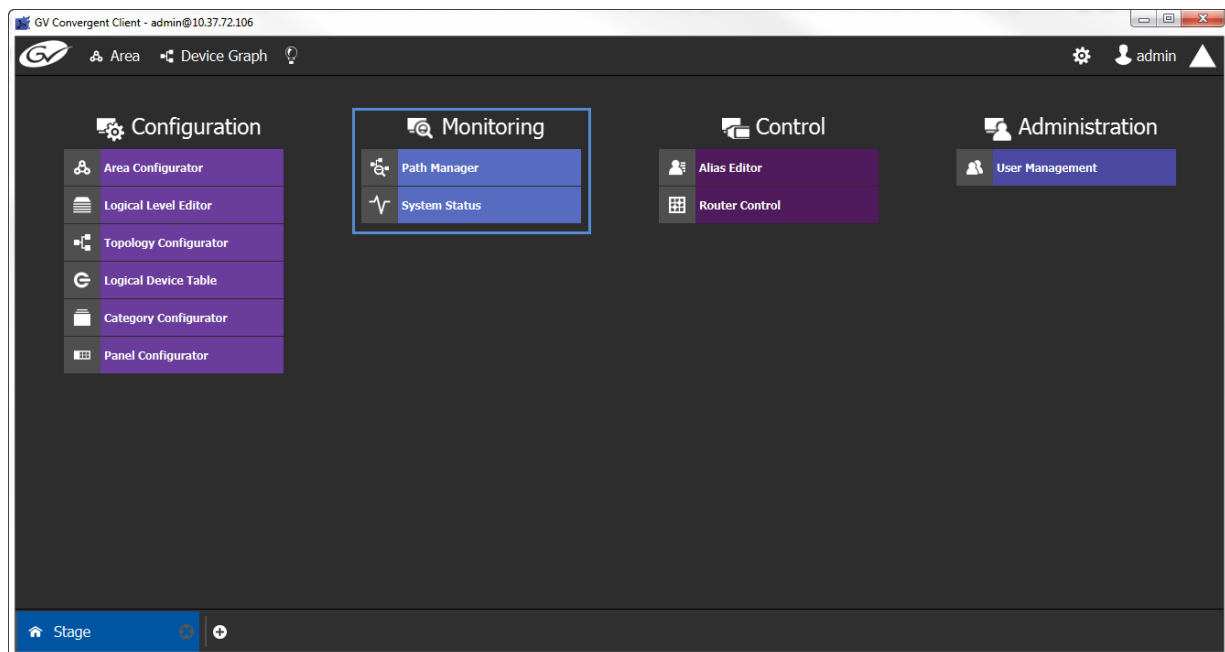 GV Convergent Client - admin@10.37.72.106
GV Area Device Graph admin
Configuration
Area Configurator
Logical Level Editor
Topology Configurator
Logical Device Table
Category Configurator
Panel Configurator
Monitoring
Path Manager
System Status
Control
Alias Editor
Router Control
Administration
User Management
Stage